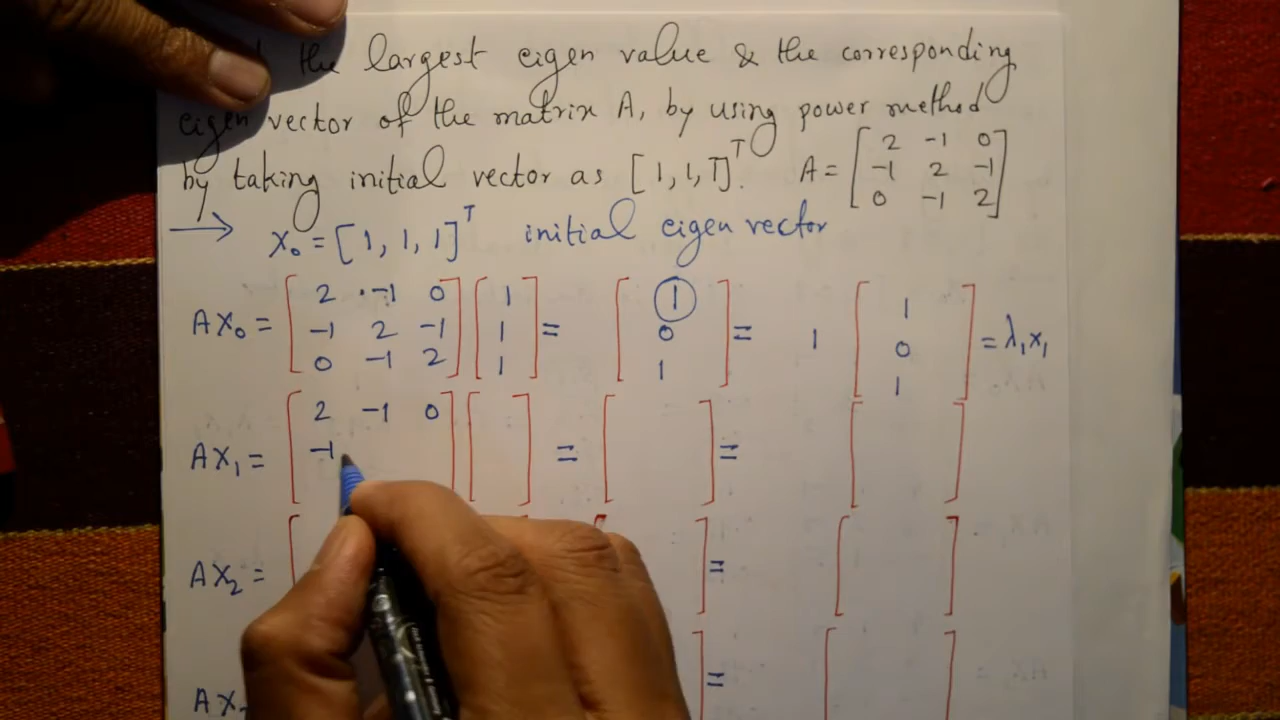 the largest eigen value & the corresponding
eigen vector of the matrix A, by using power method
by taking initial vector as [1, 1, 1]ᵀ. A = [2 -1 0
-1 2 -1
0 -1 2]
→ X₀ = [1, 1, 1]ᵀ initial eigen vector
AX₀ = [2 -1 0 [1 = [1 = 1 [1 = λ₁x₁
-1 2 -1 1 0 0
0 -1 2] 1] 1] 1]
AX₁ = [2 -1 0] [ ] = [ ] = [ ]
-1
AX₂ = [ ] = [ ]
AX ] = [ ]